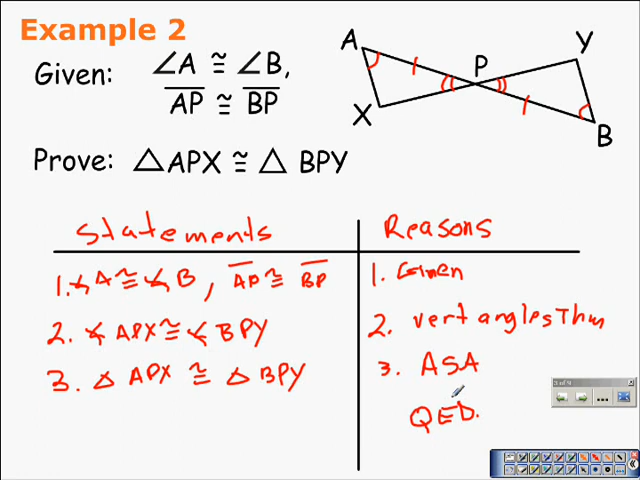 Example 2
Given: ∠A ≅ ∠B,
AP ≅ BP
Prove: △APX ≅ △ BPY
A
X
P
Y
B
Statements
Reasons
1. ∢A ≅ ∢B, AP ≅ BP
1. Given
2. ∢APX ≅ ∢BPY
2. vert angles Thm
3. △ APX ≅ △ BPY
3. ASA
QED.